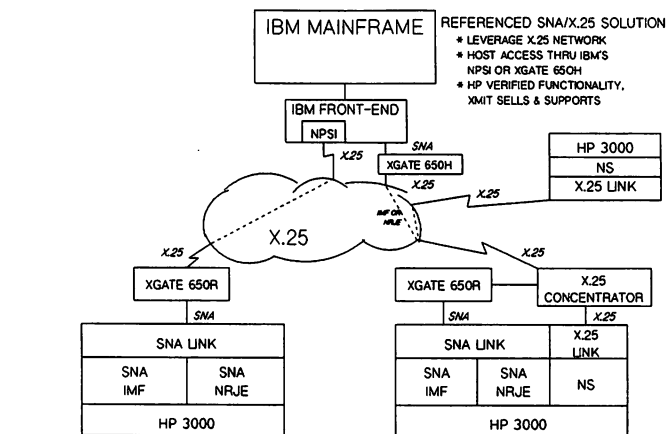 IBM MAINFRAME
REFERENCED SNA/X.25 SOLUTION
* LEVERAGE X.25 NETWORK
* HOST ACCESS THRU IBM'S
NPSI OR XGATE 650H
* HP VERIFIED FUNCTIONALITY,
XMIT SELLS & SUPPORTS
IBM FRONT-END
NPSI
X.25
SNA
XGATE 650H
X.25
HP 3000
NS
X.25 LINK
X.25
IMF OR
NRJE
X.25
X.25
X.25
XGATE 650R
XGATE 650R
X.25
CONCENTRATOR
SNA
SNA
X.25
SNA LINK
SNA LINK
X.25
LINK
SNA
IMF
SNA
NRJE
SNA
IMF
SNA
NRJE
NS
HP 3000
HP 3000